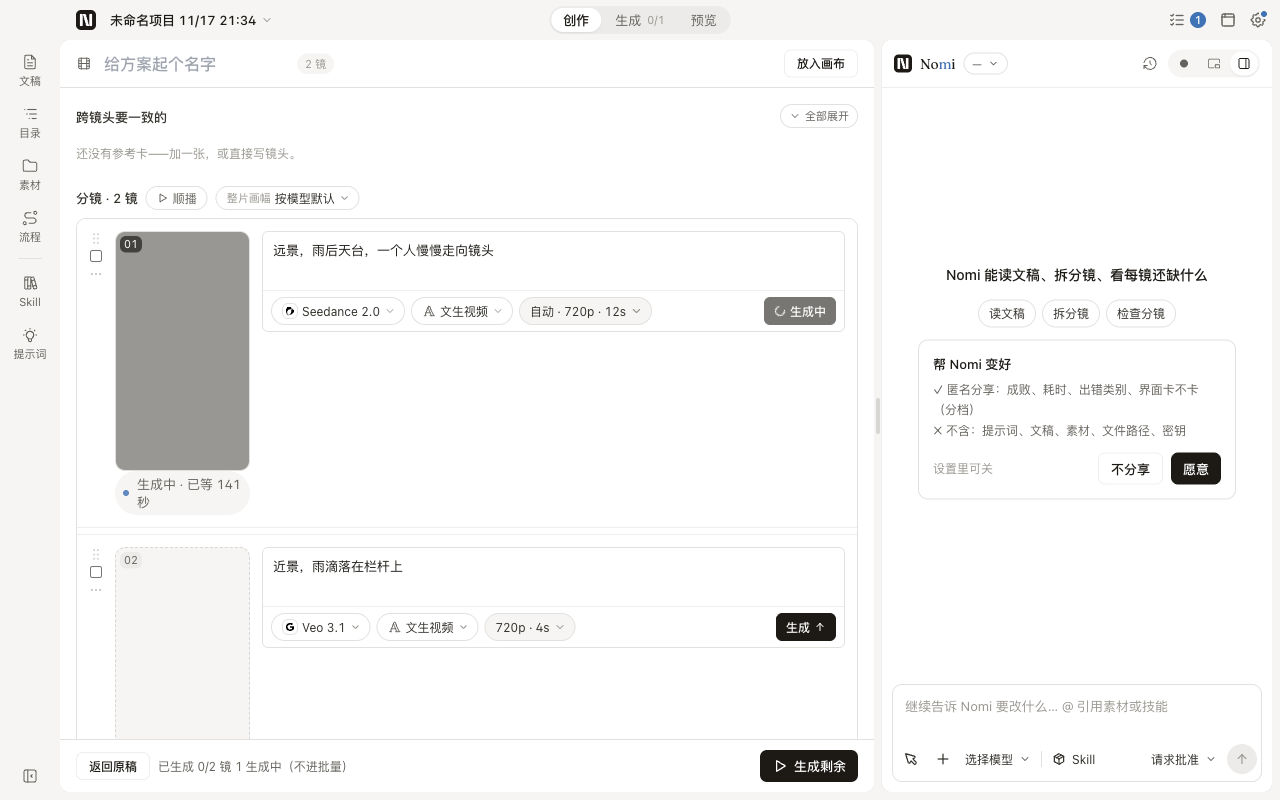 未命名项目 11/17 21:34
创作
生成 0/1
预览
1
文稿
目录
素材
流程
Skill
提示词
给方案起个名字
2 镜
放入画布
跨镜头要一致的
全部展开
还没有参考卡——加一张，或直接写镜头。
分镜 · 2 镜
顺播
整片画幅 按模型默认
01
远景，雨后天台，一个人慢慢走向镜头
Seedance 2.0
文生视频
自动 · 720p · 12s
生成中
生成中 · 已等 141
秒
02
近景，雨滴落在栏杆上
Veo 3.1
文生视频
720p · 4s
生成 ↑
返回原稿
已生成 0/2 镜 1 生成中（不进批量）
生成剩余
Nomi
—
Nomi 能读文稿、拆分镜、看每镜还缺什么
读文稿
拆分镜
检查分镜
帮 Nomi 变好
✓ 匿名分享：成败、耗时、出错类别、界面卡不卡
（分档）
✕ 不含：提示词、文稿、素材、文件路径、密钥
设置里可关
不分享
愿意
继续告诉 Nomi 要改什么… @ 引用素材或技能
选择模型
Skill
请求批准